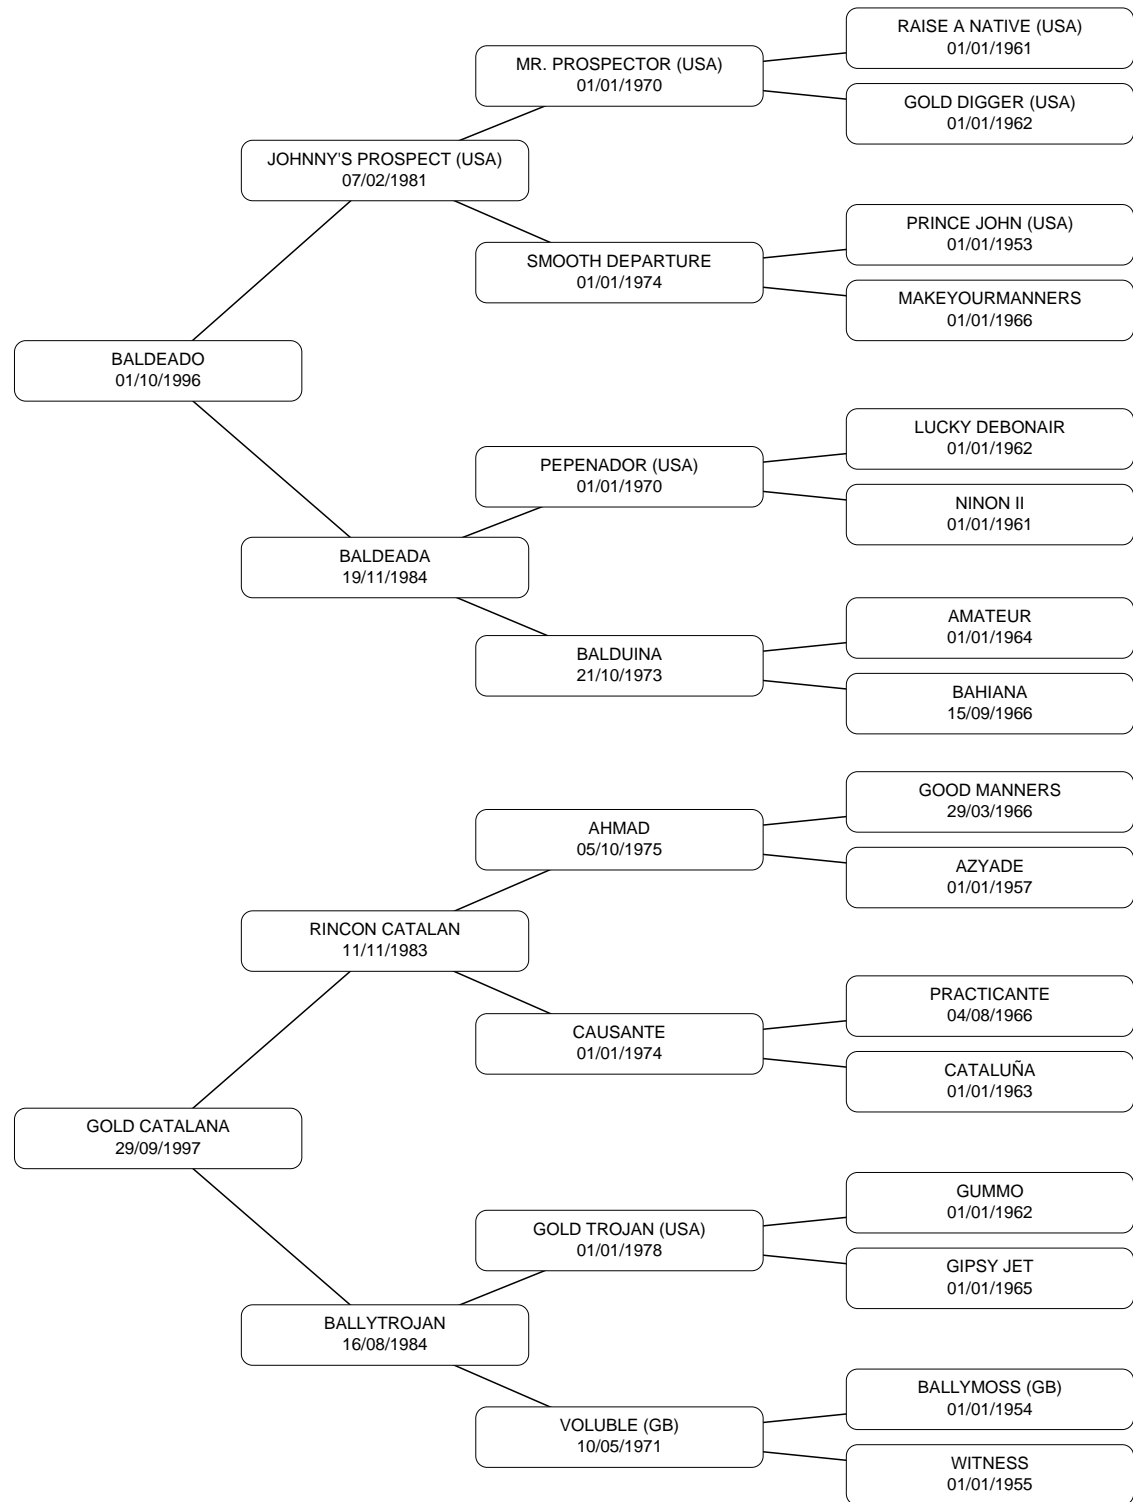 RAISE A NATIVE (USA)
01/01/1961
MR. PROSPECTOR (USA)
01/01/1970
GOLD DIGGER (USA)
01/01/1962
JOHNNY'S PROSPECT (USA)
07/02/1981
PRINCE JOHN (USA)
01/01/1953
SMOOTH DEPARTURE
01/01/1974
MAKEYOURMANNERS
01/01/1966
BALDEADO
01/10/1996
LUCKY DEBONAIR
01/01/1962
PEPENADOR (USA)
01/01/1970
NINON II
01/01/1961
BALDEADA
19/11/1984
AMATEUR
01/01/1964
BALDUINA
21/10/1973
BAHIANA
15/09/1966
GOOD MANNERS
29/03/1966
AHMAD
05/10/1975
AZYADE
01/01/1957
RINCON CATALAN
11/11/1983
PRACTICANTE
04/08/1966
CAUSANTE
01/01/1974
CATALUÑA
01/01/1963
GOLD CATALANA
29/09/1997
GUMMO
01/01/1962
GOLD TROJAN (USA)
01/01/1978
GIPSY JET
01/01/1965
BALLYTROJAN
16/08/1984
BALLYMOSS (GB)
01/01/1954
VOLUBLE (GB)
10/05/1971
WITNESS
01/01/1955